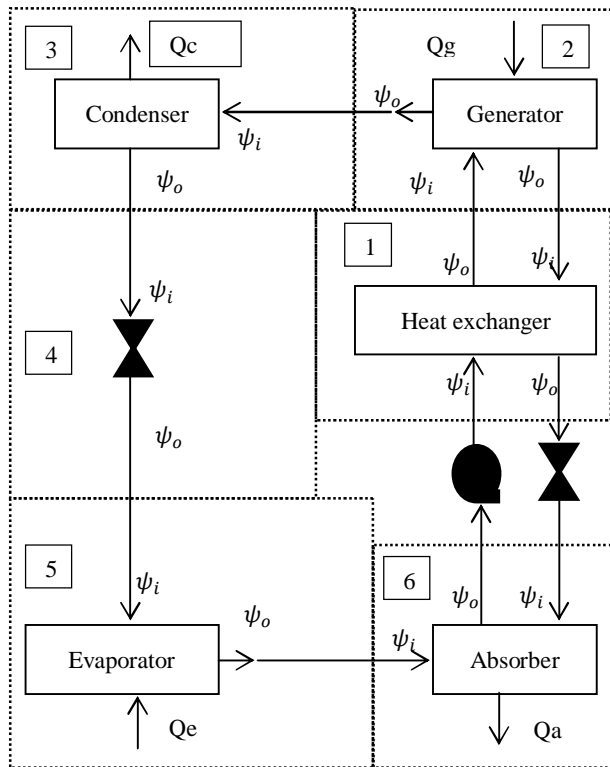 3
Qc
Qg
2
Condenser
Generator
ψₒ
ψᵢ
ψₒ
ψᵢ
ψₒ
1
ψₒ
ψᵢ
ψᵢ
Heat exchanger
4
ψᵢ
ψₒ
ψₒ
5
6
ψᵢ
ψₒ
ψₒ
ψᵢ
ψᵢ
Evaporator
Absorber
Qe
Qa